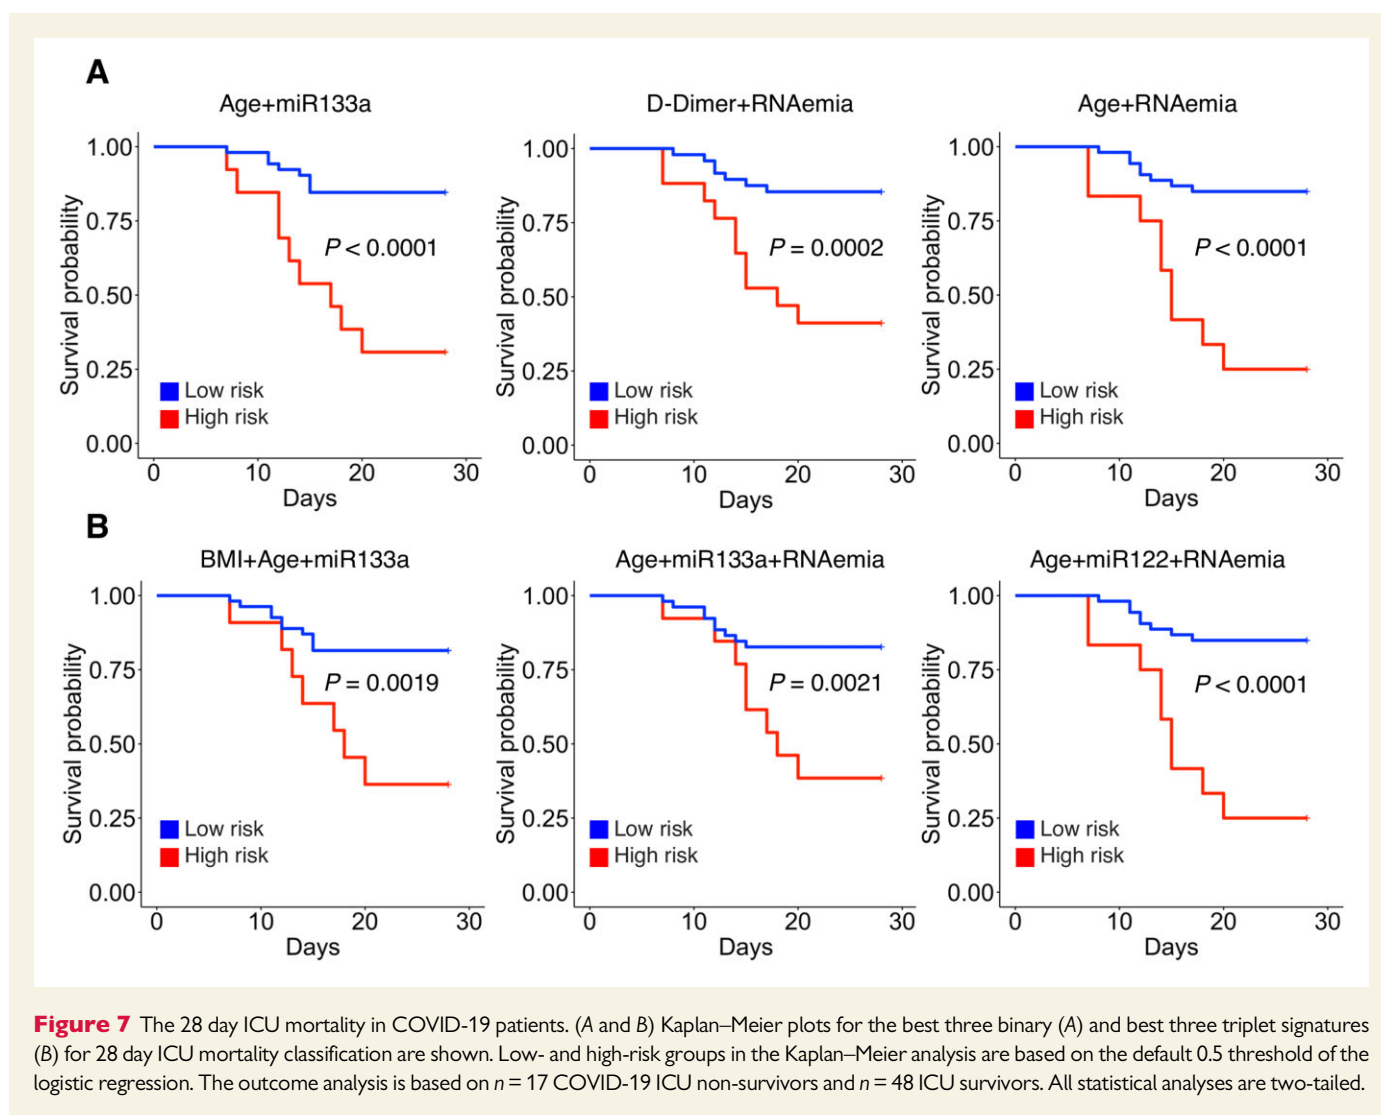 A
Age+miR133a
D-Dimer+RNAemia
Age+RNAemia
Survival probability
1.00
0.75
0.50
0.25
0.00
P < 0.0001
Low risk
High risk
0 10 20 30
Days
Survival probability
1.00
0.75
0.50
0.25
0.00
P = 0.0002
Low risk
High risk
0 10 20 30
Days
Survival probability
1.00
0.75
0.50
0.25
0.00
P < 0.0001
Low risk
High risk
0 10 20 30
Days
B
BMI+Age+miR133a
Age+miR133a+RNAemia
Age+miR122+RNAemia
Survival probability
1.00
0.75
0.50
0.25
0.00
P = 0.0019
Low risk
High risk
0 10 20 30
Days
Survival probability
1.00
0.75
0.50
0.25
0.00
P = 0.0021
Low risk
High risk
0 10 20 30
Days
Survival probability
1.00
0.75
0.50
0.25
0.00
P < 0.0001
Low risk
High risk
0 10 20 30
Days
Figure 7 The 28 day ICU mortality in COVID-19 patients. (A and B) Kaplan–Meier plots for the best three binary (A) and best three triplet signatures
(B) for 28 day ICU mortality classification are shown. Low- and high-risk groups in the Kaplan–Meier analysis are based on the default 0.5 threshold of the
logistic regression. The outcome analysis is based on n = 17 COVID-19 ICU non-survivors and n = 48 ICU survivors. All statistical analyses are two-tailed.